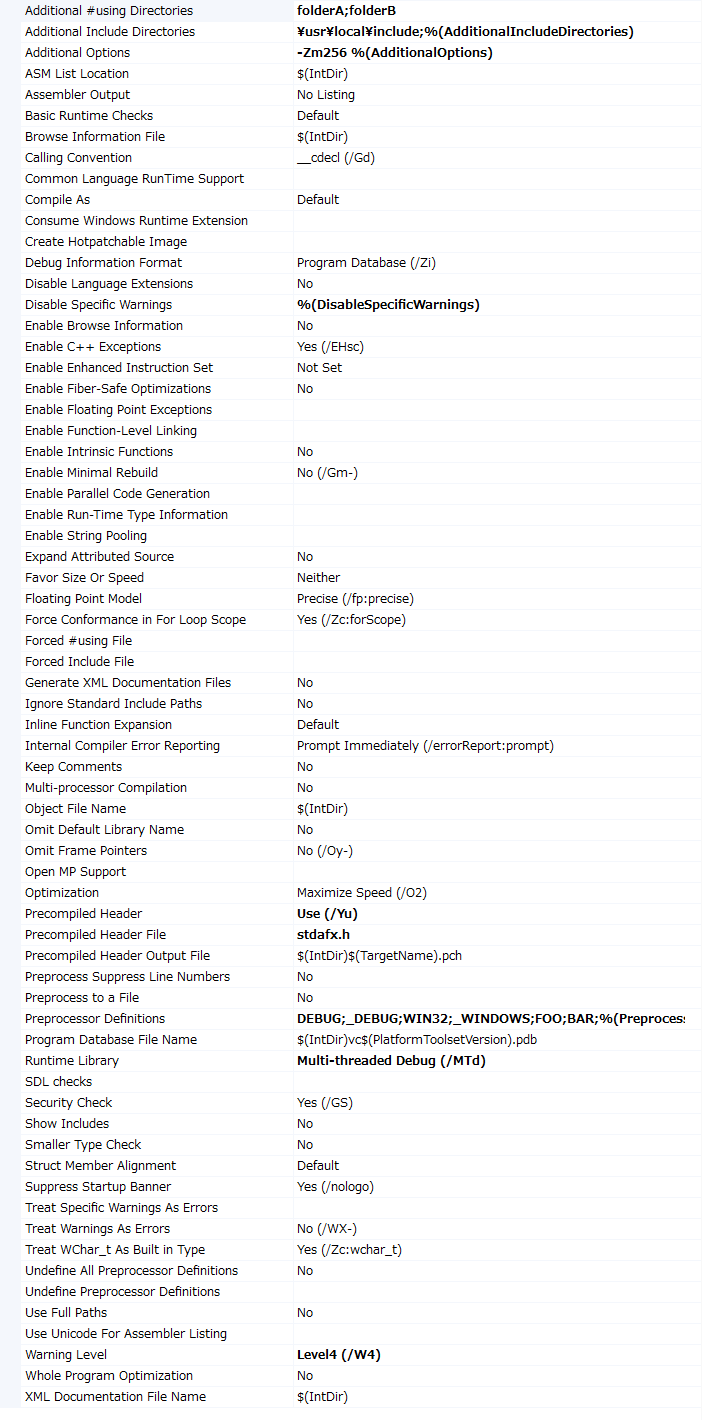 Additional #using Directories folderA;folderB
Additional Include Directories ¥usr¥local¥include;%(AdditionalIncludeDirectories)
Additional Options -Zm256 %(AdditionalOptions)
ASM List Location $(IntDir)
Assembler Output No Listing
Basic Runtime Checks Default
Browse Information File $(IntDir)
Calling Convention __cdecl (/Gd)
Common Language RunTime Support
Compile As Default
Consume Windows Runtime Extension
Create Hotpatchable Image
Debug Information Format Program Database (/Zi)
Disable Language Extensions No
Disable Specific Warnings %(DisableSpecificWarnings)
Enable Browse Information No
Enable C++ Exceptions Yes (/EHsc)
Enable Enhanced Instruction Set Not Set
Enable Fiber-Safe Optimizations No
Enable Floating Point Exceptions
Enable Function-Level Linking
Enable Intrinsic Functions No
Enable Minimal Rebuild No (/Gm-)
Enable Parallel Code Generation
Enable Run-Time Type Information
Enable String Pooling
Expand Attributed Source No
Favor Size Or Speed Neither
Floating Point Model Precise (/fp:precise)
Force Conformance in For Loop Scope Yes (/Zc:forScope)
Forced #using File
Forced Include File
Generate XML Documentation Files No
Ignore Standard Include Paths No
Inline Function Expansion Default
Internal Compiler Error Reporting Prompt Immediately (/errorReport:prompt)
Keep Comments No
Multi-processor Compilation No
Object File Name $(IntDir)
Omit Default Library Name No
Omit Frame Pointers No (/Oy-)
Open MP Support
Optimization Maximize Speed (/O2)
Precompiled Header Use (/Yu)
Precompiled Header File stdafx.h
Precompiled Header Output File $(IntDir)$(TargetName).pch
Preprocess Suppress Line Numbers No
Preprocess to a File No
Preprocessor Definitions DEBUG;_DEBUG;WIN32;_WINDOWS;FOO;BAR;%(Preprocess
Program Database File Name $(IntDir)vc$(PlatformToolsetVersion).pdb
Runtime Library Multi-threaded Debug (/MTd)
SDL checks
Security Check Yes (/GS)
Show Includes No
Smaller Type Check No
Struct Member Alignment Default
Suppress Startup Banner Yes (/nologo)
Treat Specific Warnings As Errors
Treat Warnings As Errors No (/WX-)
Treat WChar_t As Built in Type Yes (/Zc:wchar_t)
Undefine All Preprocessor Definitions No
Undefine Preprocessor Definitions
Use Full Paths No
Use Unicode For Assembler Listing
Warning Level Level4 (/W4)
Whole Program Optimization No
XML Documentation File Name $(IntDir)